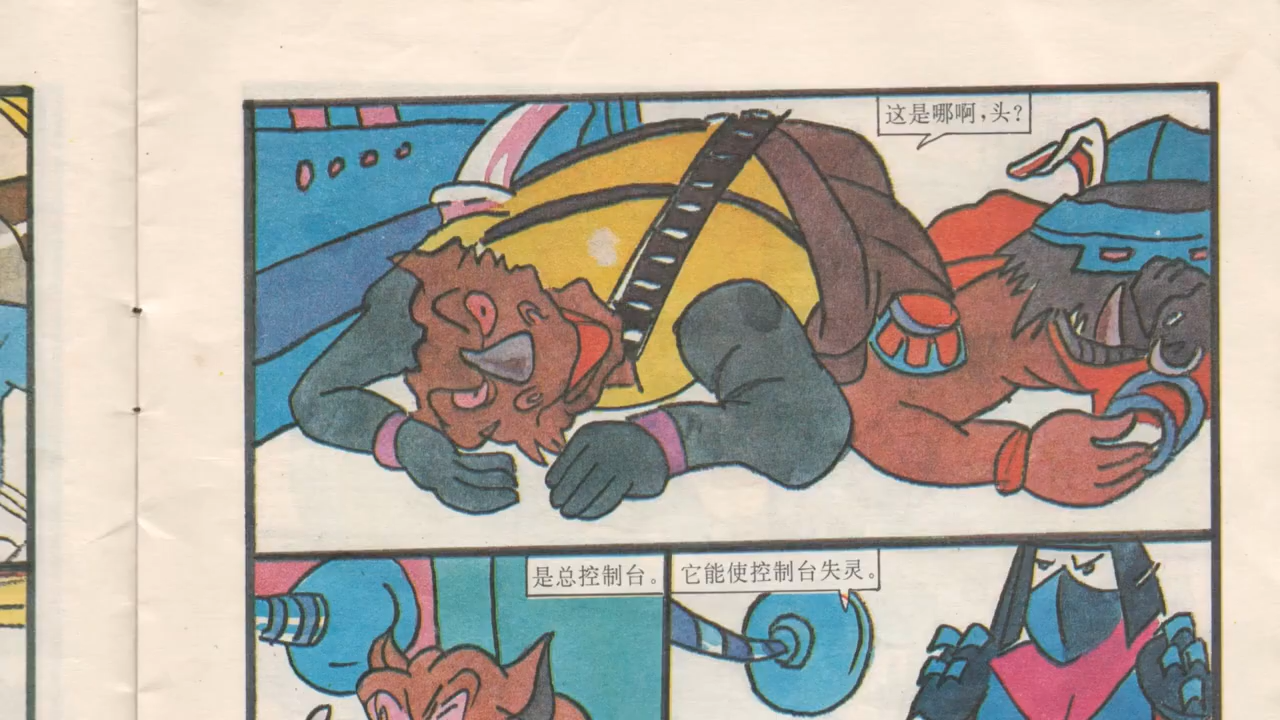 这是哪啊，头？
是总控制台。
它能使控制台失灵。